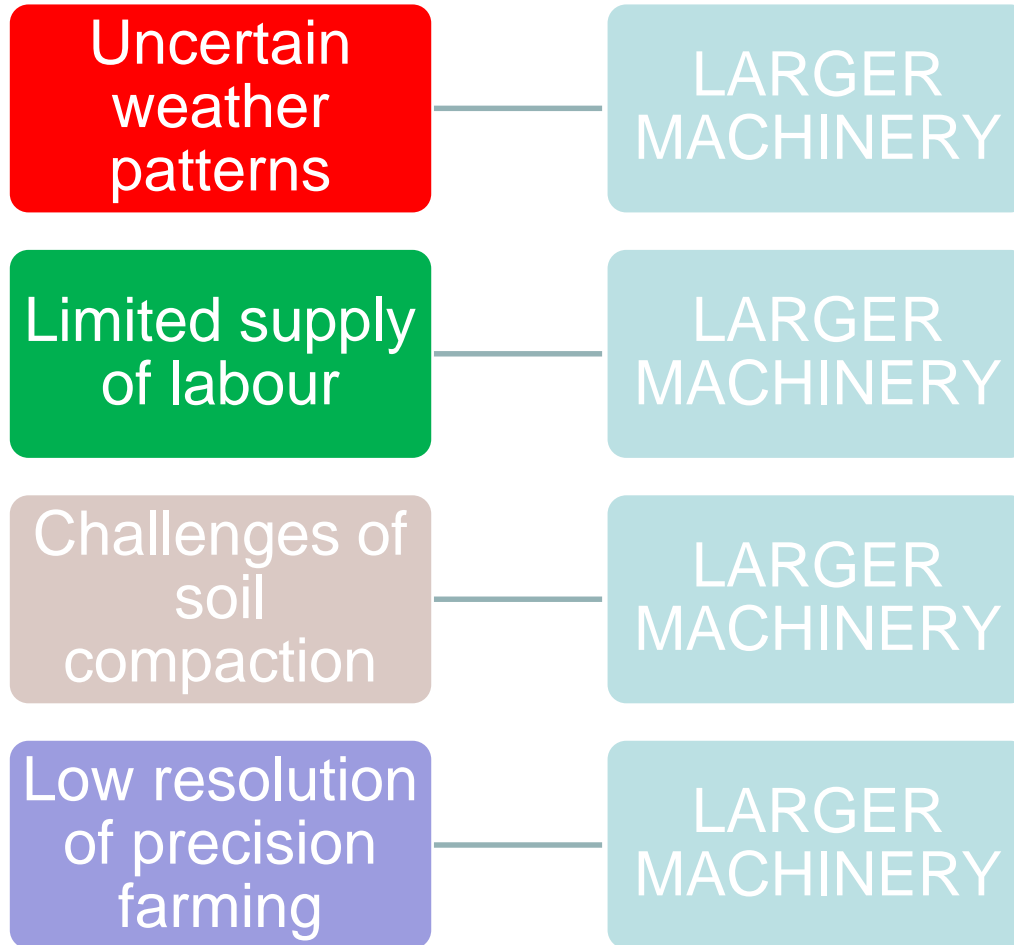 Uncertain
weather
patterns
LARGER
MACHINERY
Limited supply
of labour
LARGER
MACHINERY
Challenges of
soil
compaction
LARGER
MACHINERY
Low resolution
of precision
farming
LARGER
MACHINERY